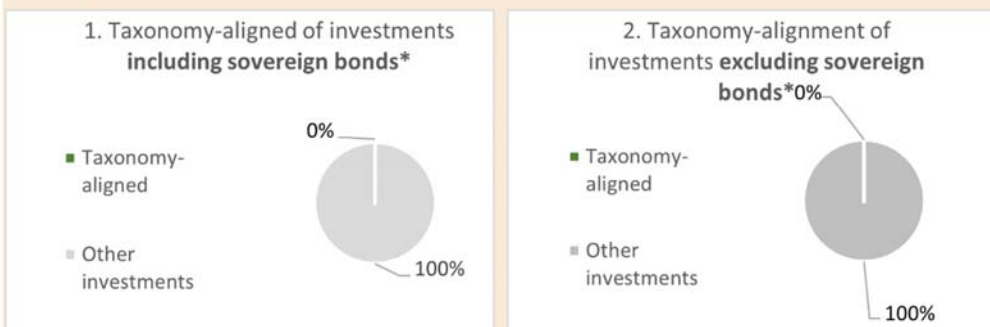 1. Taxonomy-aligned of investments
including sovereign bonds*
0%
Taxonomy-
aligned
Other
investments
100%
2. Taxonomy-alignment of
investments excluding sovereign
bonds*0%
Taxonomy-
aligned
Other
investments
100%